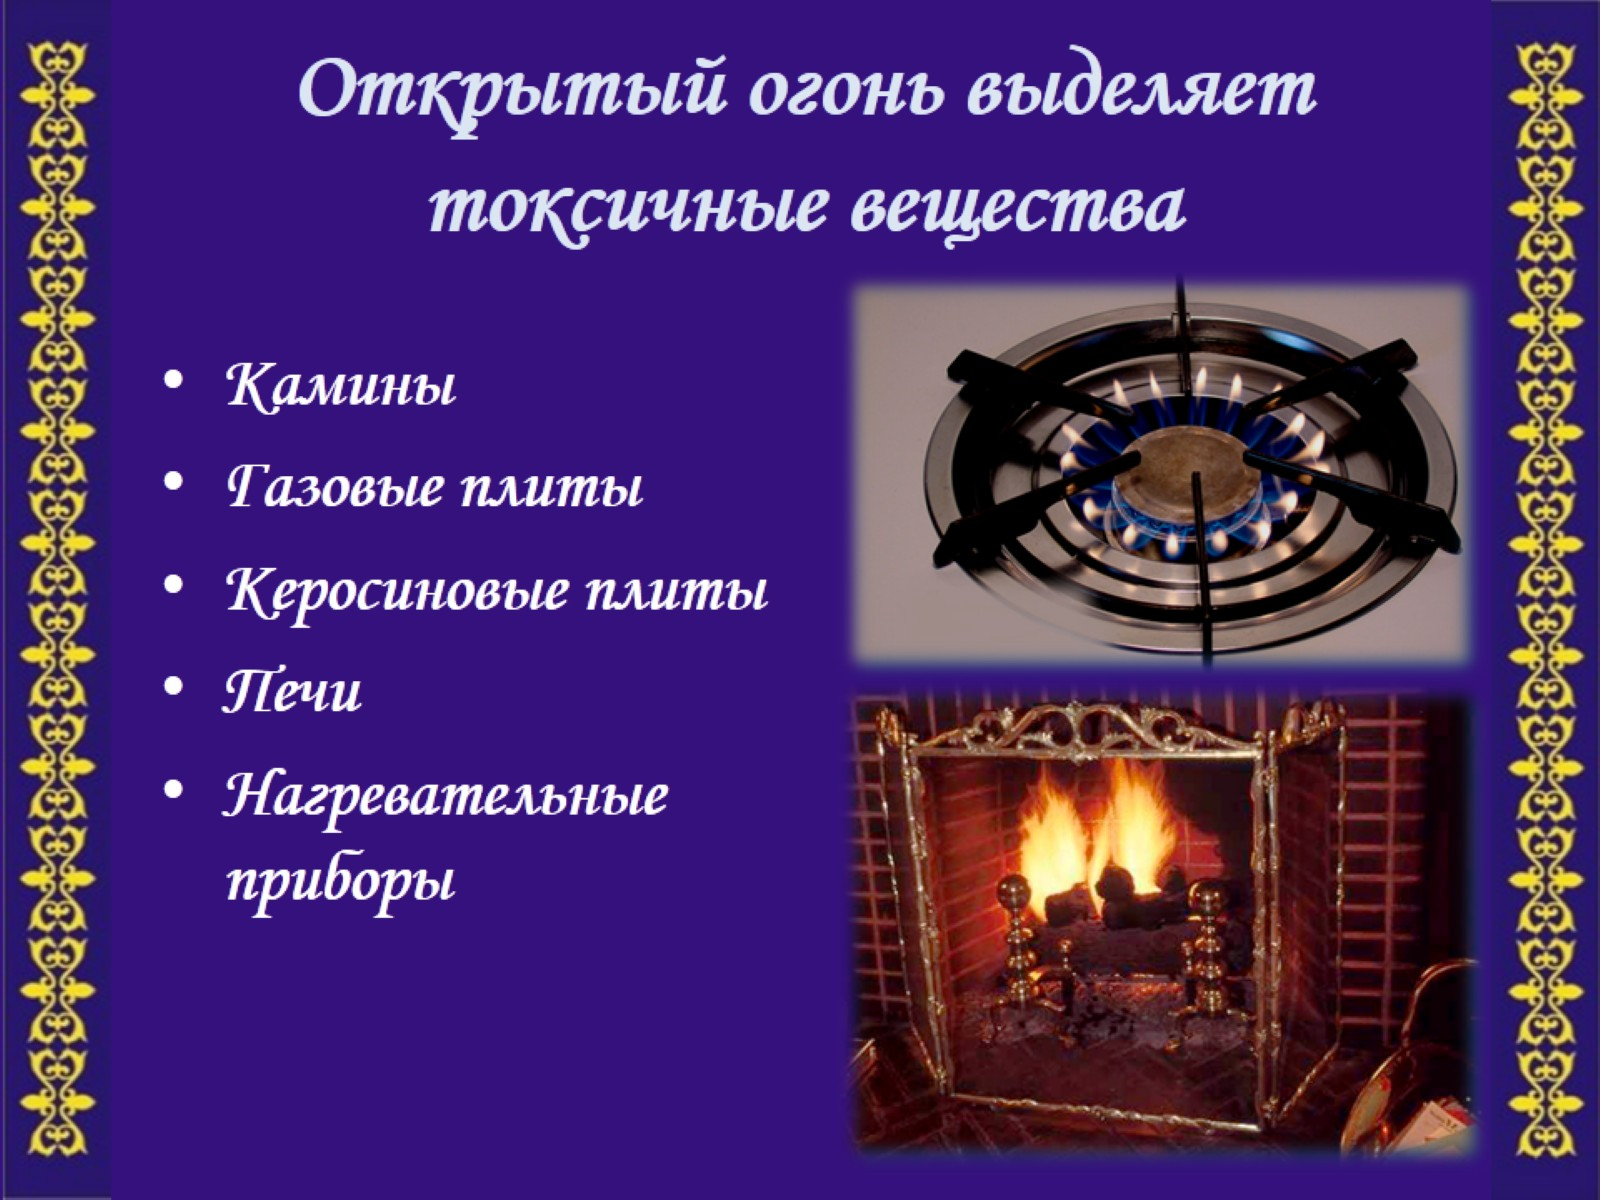 Открытый огонь выделяет
токсичные вещества
• Камины
• Газовые плиты
• Керосиновые плиты
• Печи
• Нагревательные
приборы